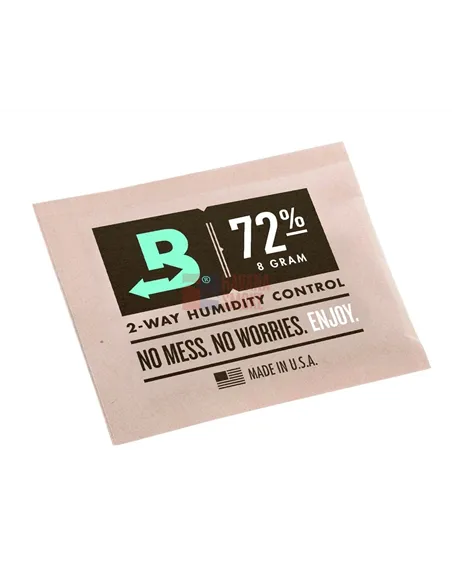 B ®
72%
8 GRAM
2-WAY HUMIDITY CONTROL
NO MESS. NO WORRIES. ENJOY.
MADE IN U.S.A.